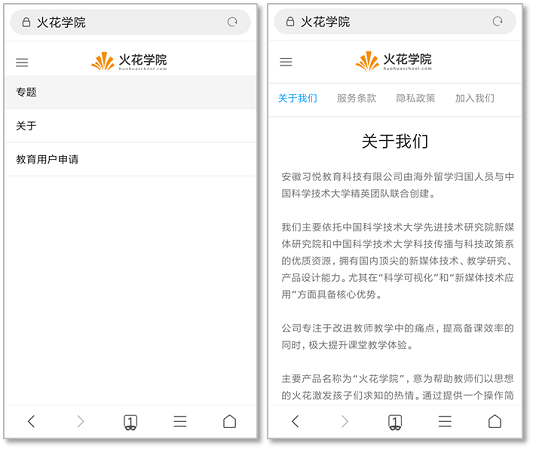 火花学院
火花学院
huohuaschool.com
专题
关于
教育用户申请
1
火花学院
火花学院
huohuaschool.com
关于我们 服务条款 隐私政策 加入我们
关于我们
安徽习悦教育科技有限公司由海外留学归国人员与中
国科学技术大学精英团队联合创建。
我们主要依托中国科学技术大学先进技术研究院新媒
体研究院和中国科学技术大学科技传播与科技政策系
的优质资源，拥有国内顶尖的新媒体技术、教学研究、
产品设计能力。尤其在“科学可视化”和“新媒体技术应
用”方面具备核心优势。
公司专注于改进教师教学中的痛点，提高备课效率的
同时，极大提升课堂教学体验。
主要产品名称为“火花学院”，意为帮助教师们以思想
的火花激发孩子们求知的热情。通过提供一个操作简
1